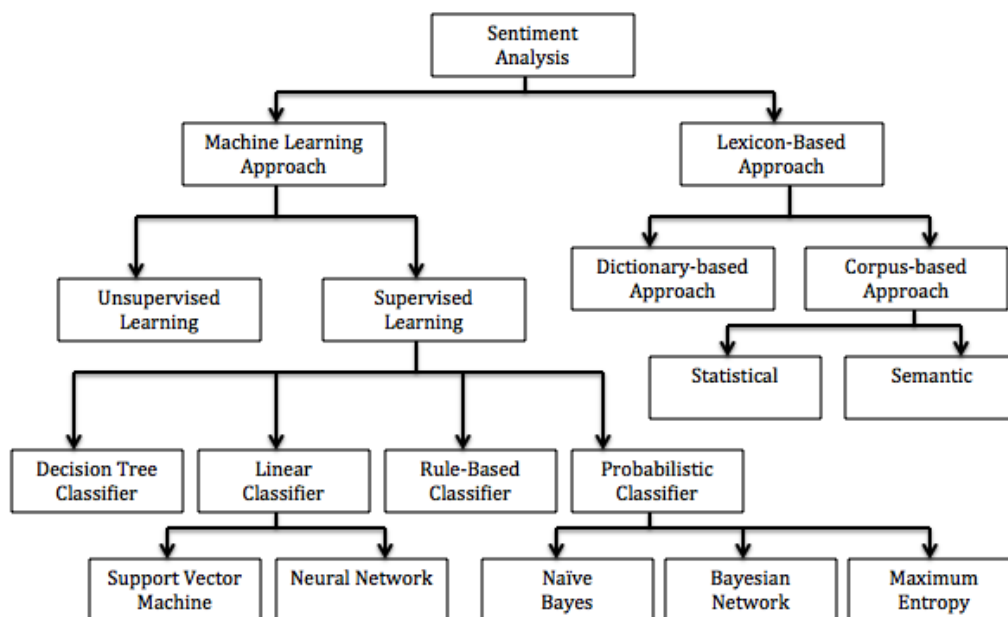 Sentiment
Analysis
Machine Learning
Approach
Lexicon-Based
Approach
Unsupervised
Learning
Supervised
Learning
Dictionary-based
Approach
Corpus-based
Approach
Statistical
Semantic
Decision Tree
Classifier
Linear
Classifier
Rule-Based
Classifier
Probabilistic
Classifier
Support Vector
Machine
Neural Network
Naïve
Bayes
Bayesian
Network
Maximum
Entropy